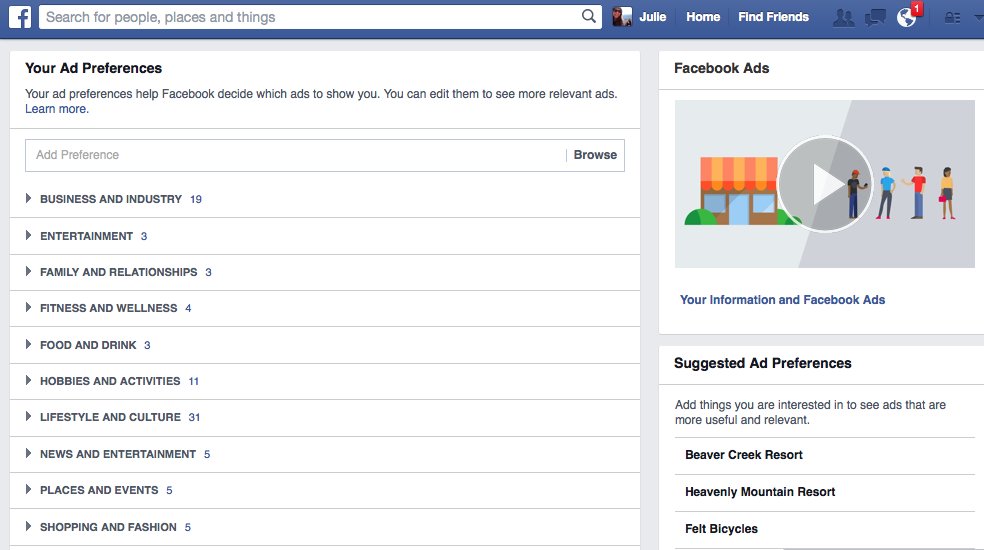 f
Search for people, places and things
Julie
Home
Find Friends
1
Your Ad Preferences
Your ad preferences help Facebook decide which ads to show you. You can edit them to see more relevant ads.
Learn more.
Add Preference
Browse
BUSINESS AND INDUSTRY 19
ENTERTAINMENT 3
FAMILY AND RELATIONSHIPS 3
FITNESS AND WELLNESS 4
FOOD AND DRINK 3
HOBBIES AND ACTIVITIES 11
LIFESTYLE AND CULTURE 31
NEWS AND ENTERTAINMENT 5
PLACES AND EVENTS 5
SHOPPING AND FASHION 5
Facebook Ads
Your Information and Facebook Ads
Suggested Ad Preferences
Add things you are interested in to see ads that are
more useful and relevant.
Beaver Creek Resort
Heavenly Mountain Resort
Felt Bicycles